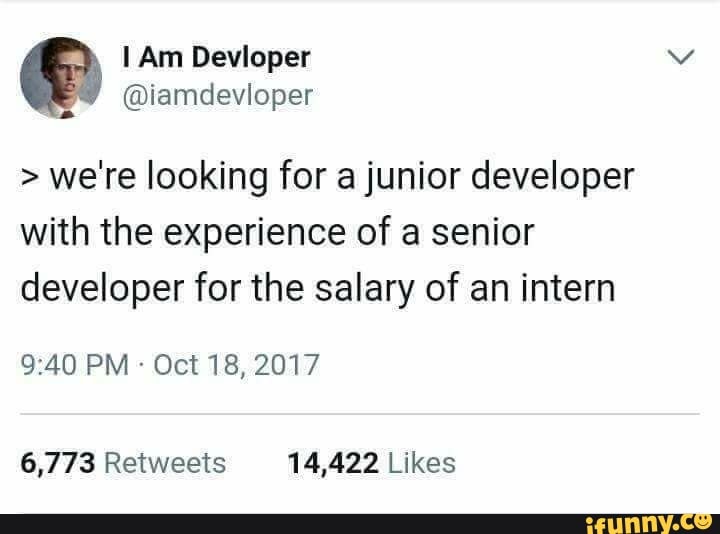 I Am Devloper
@iamdevloper
> we're looking for a junior developer
with the experience of a senior
developer for the salary of an intern
9:40 PM · Oct 18, 2017
6,773 Retweets 14,422 Likes
ifunny.co